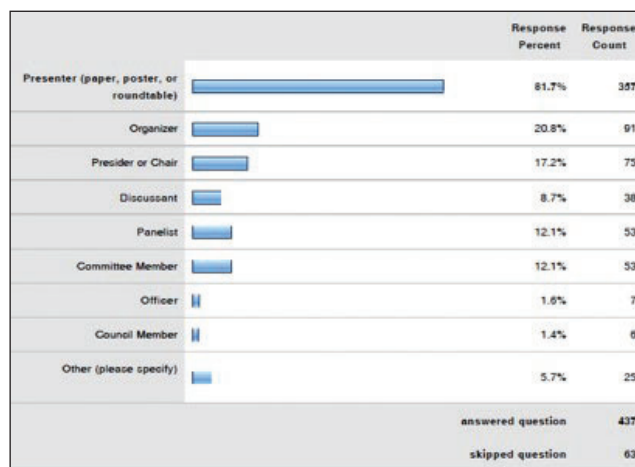 Response Response
Percent Count
Presenter (paper, poster, or
roundtable) 81.7% 357
Organizer 20.8% 91
Presider or Chair 17.2% 75
Discussant 8.7% 38
Panelist 12.1% 53
Committee Member 12.1% 53
Officer 1.6% 7
Council Member 1.4% 6
Other (please specify) 5.7% 25
answered question 437
skipped question 63